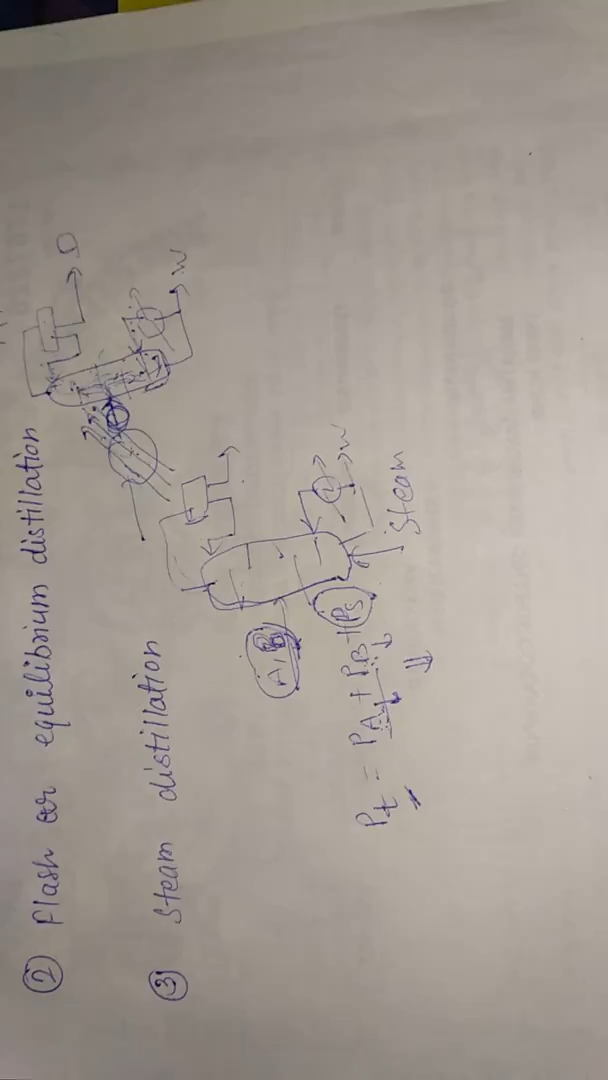 ② Flash or equilibrium distillation
D
W
③ Steam distillation
A, B
W
Steam
Pt = PA + PB + Ps